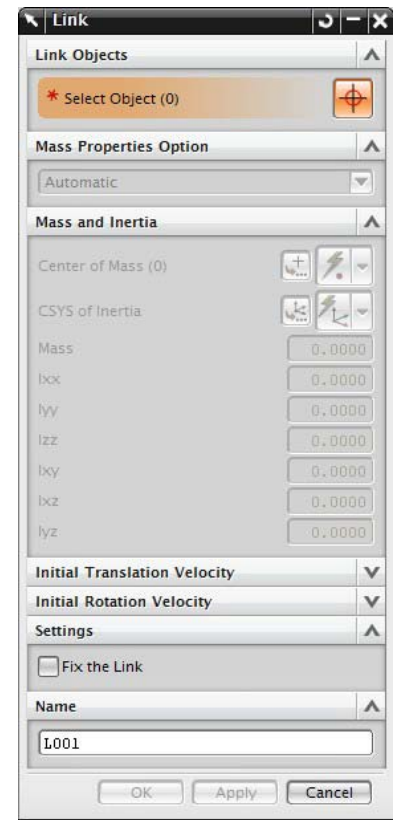 Link
Link Objects
* Select Object (0)
Mass Properties Option
Automatic
Mass and Inertia
Center of Mass (0)
CSYS of Inertia
Mass 0.0000
Ixx 0.0000
Iyy 0.0000
Izz 0.0000
Ixy 0.0000
Ixz 0.0000
Iyz 0.0000
Initial Translation Velocity
Initial Rotation Velocity
Settings
Fix the Link
Name
L001
OK Apply Cancel